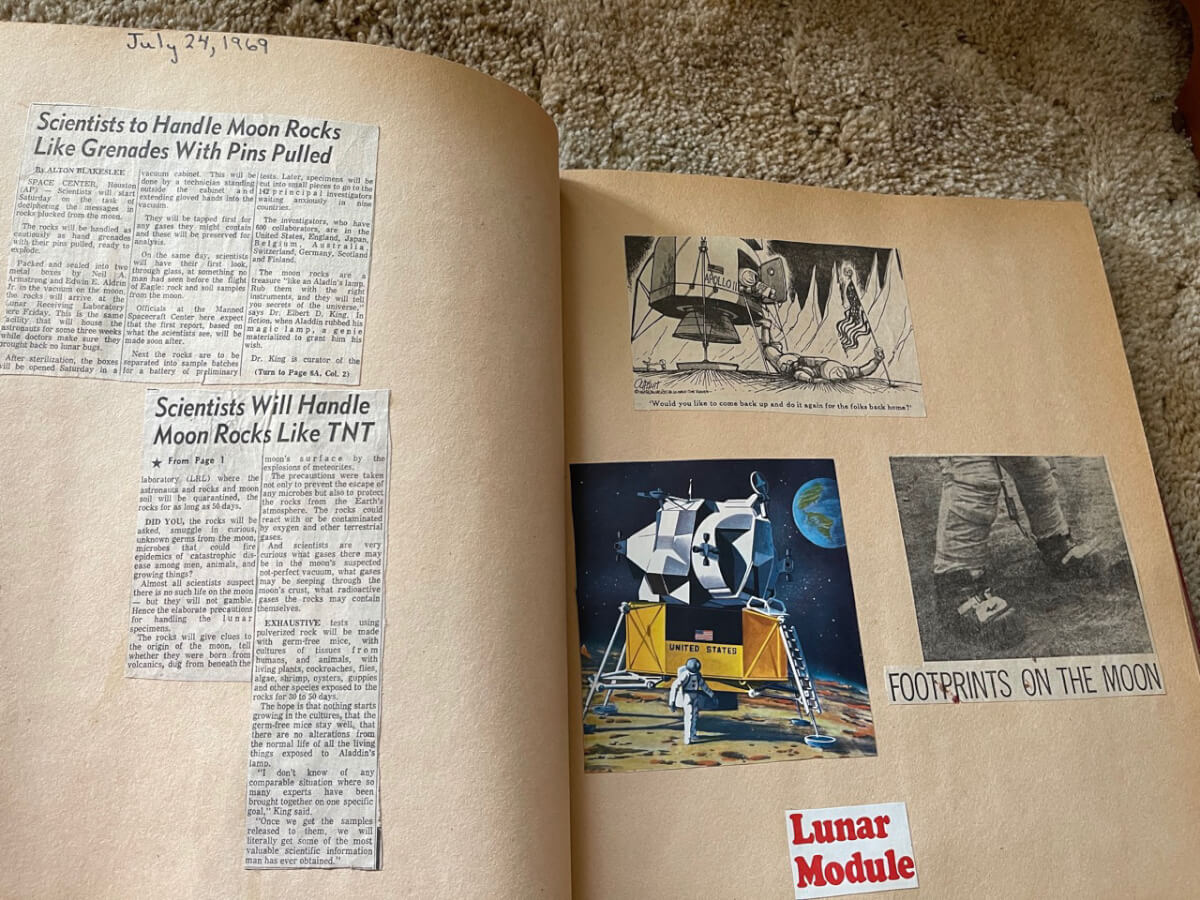 July 24, 1969
Scientists to Handle Moon Rocks
Like Grenades With Pins Pulled
By ALTON BLAKESLEE
SPACE CENTER, Houston
(AP) — Scientists will start
Saturday on the task of
deciphering the messages in
rocks plucked from the moon.
The rocks will be handled as
cautiously as hand grenades
with their pins pulled, ready to
explode.
Packed and sealed into two
metal boxes by Neil A.
Armstrong and Edwin E. Aldrin
Jr. in the vacuum on the moon,
the rocks will arrive at the
Lunar Receiving Laboratory
here Friday. This is the same
facility that will house the
astronauts for some three weeks
while doctors make sure they
brought back no lunar bugs.
After sterilization, the boxes
will be opened Saturday in a
vacuum cabinet. This will be
done by a technician standing
outside the cabinet and
extending gloved hands into the
vacuum.
They will be tapped first for
any gases they might contain
and these will be preserved for
analysis.
On the same day, scientists
will have their first look,
through glass, at something no
man had seen before the flight
of Eagle: rock and soil samples
from the moon.
Officials at the Manned
Spacecraft Center here expect
that the first report, based on
what the scientists see, will be
made soon after.
Next the rocks are to be
separated into sample batches
for a battery of preliminary
tests. Later, specimens will be
cut into small pieces to go to the
142 principal investigators
waiting anxiously in nine
countries.
The investigators, who have
600 collaborators, are in the
United States, England, Japan,
Belgium, Australia,
Switzerland, Germany, Scotland
and Finland.
The moon rocks are a
treasure "like an Aladin's lamp.
Rub them with the right
instruments, and they will tell
you secrets of the universe,"
says Dr. Elbert D. King. In
fiction, when Aladdin rubbed his
magic lamp, a genie
materialized to grant him his
wish.
Dr. King is curator of the
(Turn to Page 8A, Col. 2)
Scientists Will Handle
Moon Rocks Like TNT
★ From Page 1
laboratory (LRL) where the
astronauts and rocks and moon
soil will be quarantined, the
rocks for as long as 50 days.
DID YOU, the rocks will be
asked, smuggle in curious,
unknown germs from the moon,
microbes that could fire
epidemics of catastrophic dis-
ease among men, animals, and
growing things?
Almost all scientists suspect
there is no such life on the moon
— but they will not gamble.
Hence the elaborate precautions
for handling the lunar
specimens.
The rocks will give clues to
the origin of the moon, tell
whether they were born from
volcanics, dug from beneath the
moon's surface by the
explosions of meteorites.
The precautions were taken
not only to prevent the escape of
any microbes but also to protect
the rocks from the Earth's
atmosphere. The rocks could
react with or be contaminated
by oxygen and other terrestrial
gases.
And scientists are very
curious what gases there may
be in the moon's suspected
not-perfect vacuum, what gases
may be seeping through the
moon's crust, what radioactive
gases the rocks may contain
themselves.
EXHAUSTIVE tests using
pulverized rock will be made
with germ-free mice, with
cultures of tissues from
humans, and animals, with
living plants, cockroaches, flies,
algae, shrimp, oysters, guppies
and other species exposed to the
rocks for 30 to 50 days.
The hope is that nothing starts
growing in the cultures, that the
germ-free mice stay well, that
there are no alterations from
the normal life of all the living
things exposed to Aladdin's
lamp.
"I don't know of any
comparable situation where so
many experts have been
brought together on one specific
goal," King said.
"Once we get the samples
released to them, we will
literally get some of the most
valuable scientific information
man has ever obtained."
APOLLO 11
'Would you like to come back up and do it again for the folks back home?'
UNITED STATES
FOOTPRINTS ON THE MOON
Lunar
Module